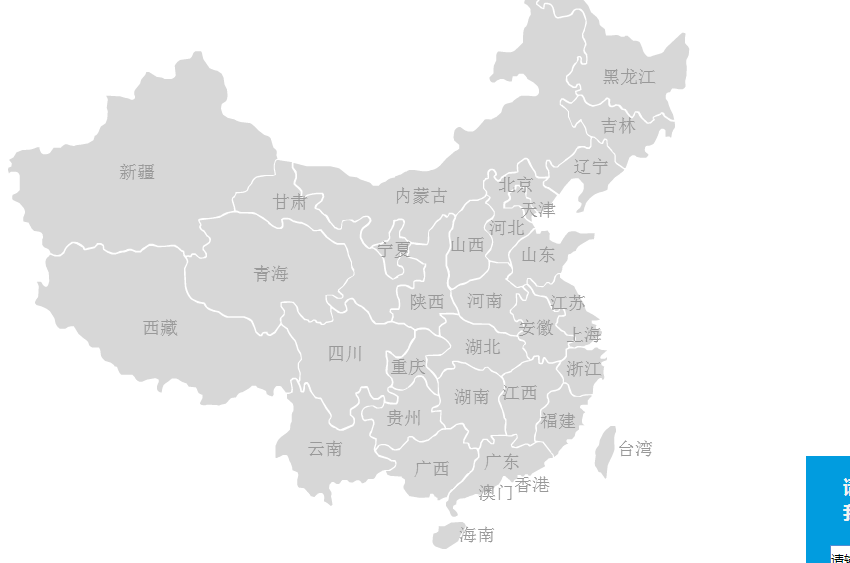 黑龙江
吉林
辽宁
新疆
北京
内蒙古
甘肃
天津
河北
山西
宁夏
山东
青海
陕西
河南
江苏
西藏
安徽
上海
湖北
四川
重庆
浙江
湖南
江西
贵州
福建
云南
台湾
广西
广东
香港
澳门
海南